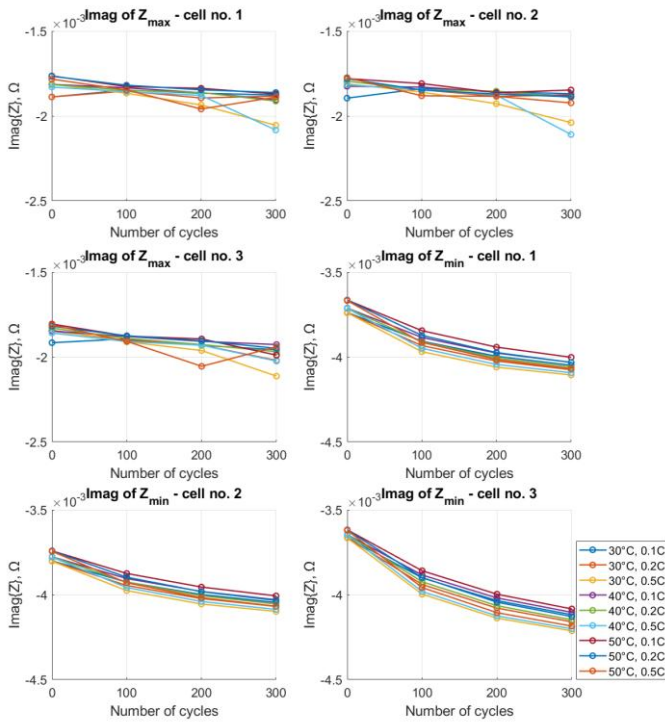 Imag of Z_max - cell no. 1
×10⁻³
-1.5
-2
-2.5
Imag{Z}, Ω
0 100 200 300
Number of cycles
Imag of Z_max - cell no. 2
×10⁻³
-1.5
-2
-2.5
Imag{Z}, Ω
0 100 200 300
Number of cycles
Imag of Z_max - cell no. 3
×10⁻³
-1.5
-2
-2.5
Imag{Z}, Ω
0 100 200 300
Number of cycles
Imag of Z_min - cell no. 1
×10⁻³
-3.5
-4
-4.5
Imag{Z}, Ω
0 100 200 300
Number of cycles
Imag of Z_min - cell no. 2
×10⁻³
-3.5
-4
-4.5
Imag{Z}, Ω
0 100 200 300
Number of cycles
Imag of Z_min - cell no. 3
×10⁻³
-3.5
-4
-4.5
Imag{Z}, Ω
0 100 200 300
Number of cycles
30°C, 0.1C
30°C, 0.2C
30°C, 0.5C
40°C, 0.1C
40°C, 0.2C
40°C, 0.5C
50°C, 0.1C
50°C, 0.2C
50°C, 0.5C